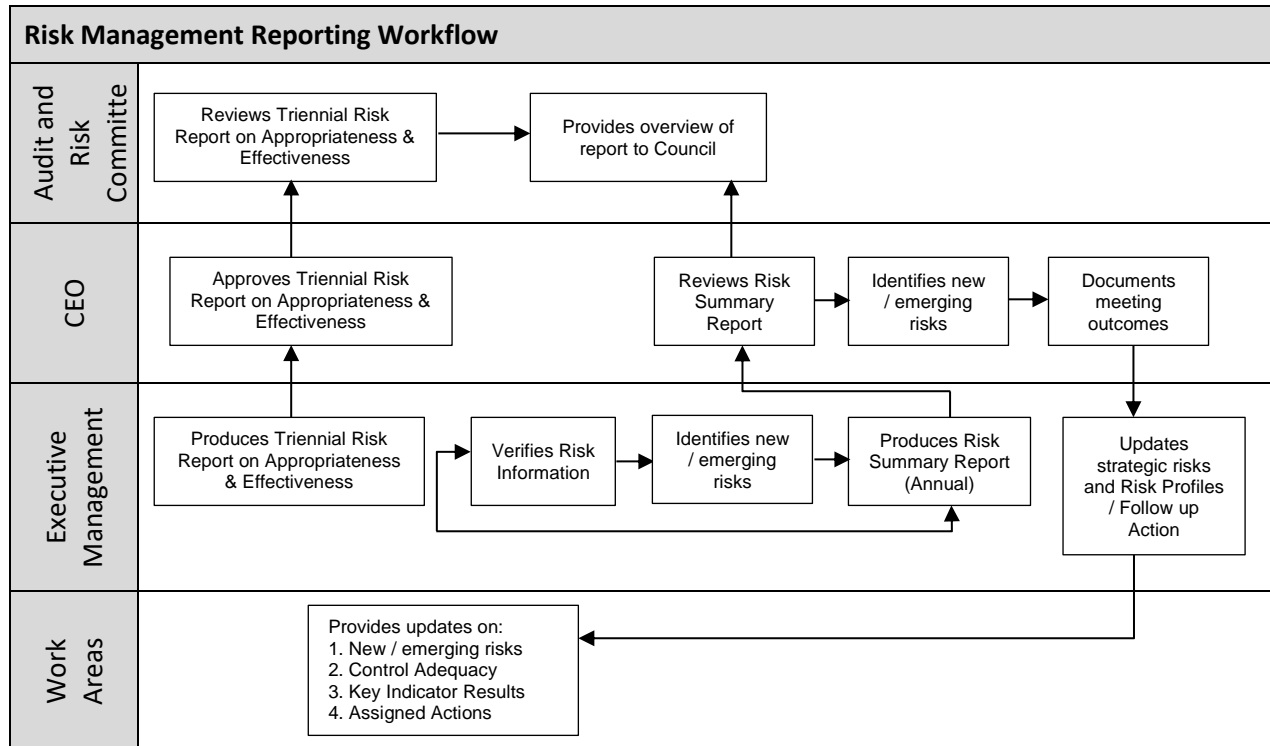 Risk Management Reporting Workflow
Audit and
Risk
Committe
Reviews Triennial Risk
Report on Appropriateness &
Effectiveness
Provides overview of
report to Council
CEO
Approves Triennial Risk
Report on Appropriateness &
Effectiveness
Reviews Risk
Summary
Report
Identifies new
/ emerging
risks
Documents
meeting
outcomes
Executive
Management
Produces Triennial Risk
Report on Appropriateness
& Effectiveness
Verifies Risk
Information
Identifies new
/ emerging
risks
Produces Risk
Summary Report
(Annual)
Updates
strategic risks
and Risk Profiles
/ Follow up
Action
Work
Areas
Provides updates on:
1. New / emerging risks
2. Control Adequacy
3. Key Indicator Results
4. Assigned Actions